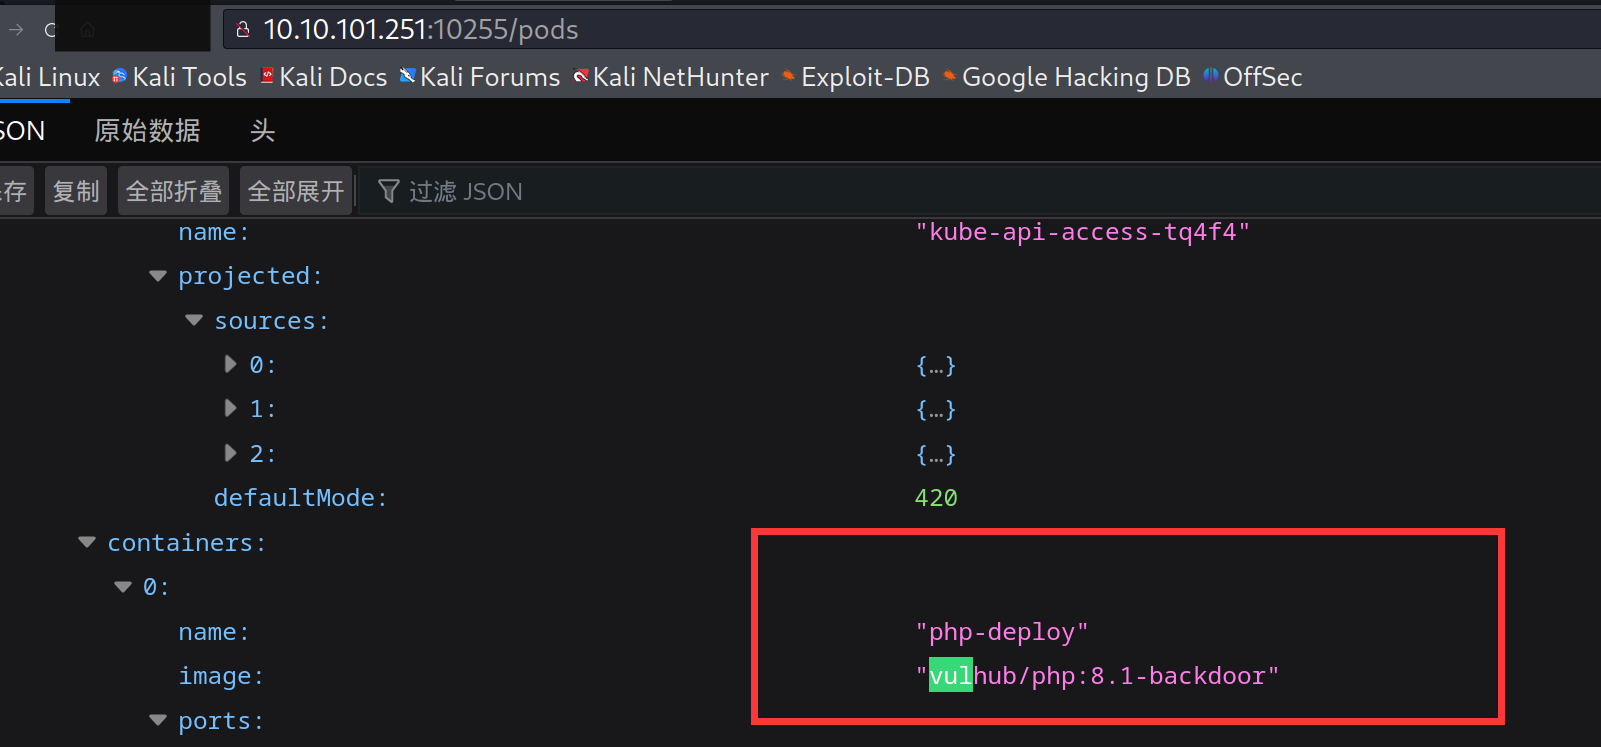 10.10.101.251:10255/pods
Kali Linux Kali Tools Kali Docs Kali Forums Kali NetHunter Exploit-DB Google Hacking DB OffSec
SON 原始数据 头
存 复制 全部折叠 全部展开 过滤 JSON
name: "kube-api-access-tq4f4"
projected:
sources:
0: {…}
1: {…}
2: {…}
defaultMode: 420
containers:
0:
name: "php-deploy"
image: "vulhub/php:8.1-backdoor"
ports: